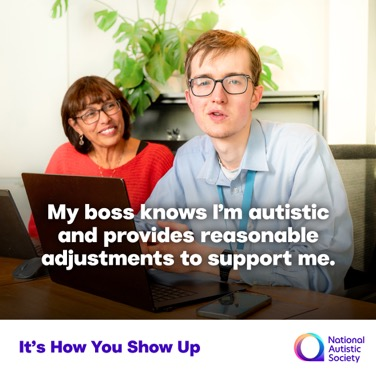 My boss knows I'm autistic
and provides reasonable
adjustments to support me.
It's How You Show Up
National
Autistic
Society